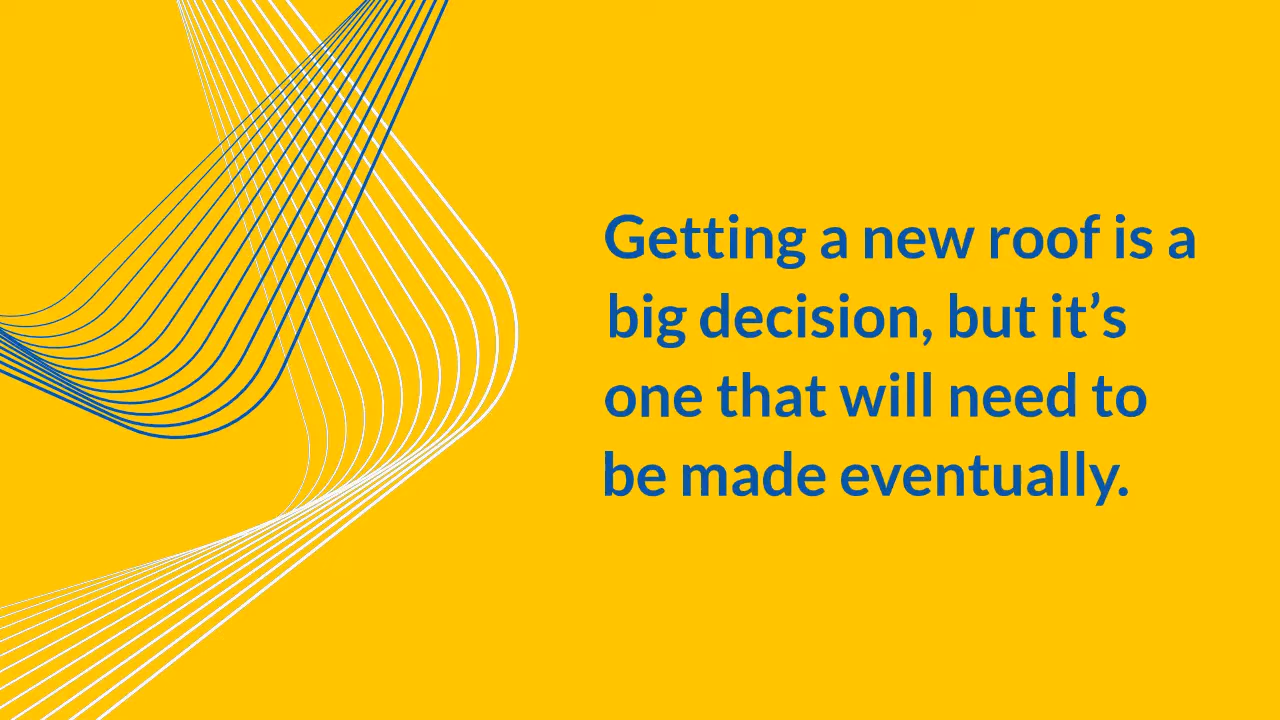 Getting a new roof is a
big decision, but it’s
one that will need to
be made eventually.